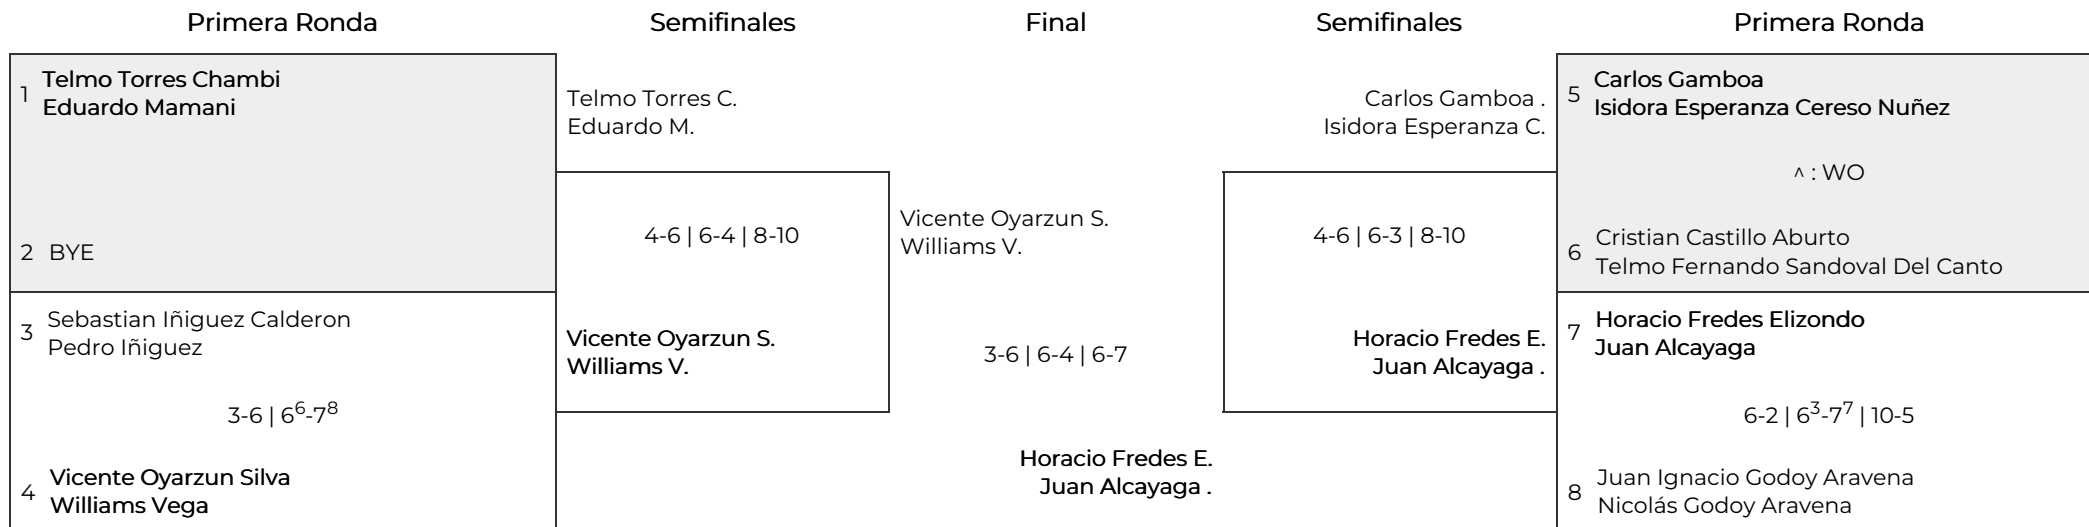 Primera Ronda
Semifinales
Final
Semifinales
Primera Ronda
1
Telmo Torres Chambi
Eduardo Mamani
2 BYE
3
Sebastian Iñiguez Calderon
Pedro Iñiguez
3-6 | 6⁶-7⁸
4
Vicente Oyarzun Silva
Williams Vega
Telmo Torres C.
Eduardo M.
4-6 | 6-4 | 8-10
Vicente Oyarzun S.
Williams V.
Vicente Oyarzun S.
Williams V.
3-6 | 6-4 | 6-7
Horacio Fredes E.
Juan Alcayaga .
Carlos Gamboa .
Isidora Esperanza C.
4-6 | 6-3 | 8-10
Horacio Fredes E.
Juan Alcayaga .
5
Carlos Gamboa
Isidora Esperanza Cereso Nuñez
^ : WO
6
Cristian Castillo Aburto
Telmo Fernando Sandoval Del Canto
7
Horacio Fredes Elizondo
Juan Alcayaga
6-2 | 6³-7⁷ | 10-5
8
Juan Ignacio Godoy Aravena
Nicolás Godoy Aravena